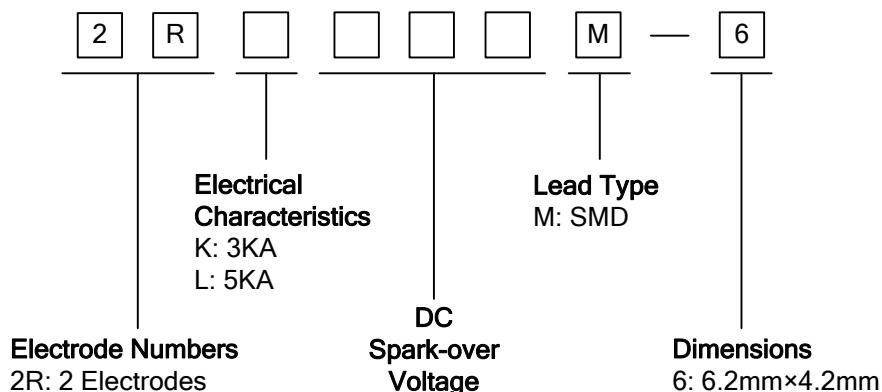 2 R M — 6
Electrical
Characteristics
K: 3KA
L: 5KA
Lead Type
M: SMD
Electrode Numbers
2R: 2 Electrodes
DC
Spark-over
Voltage
Dimensions
6: 6.2mm×4.2mm